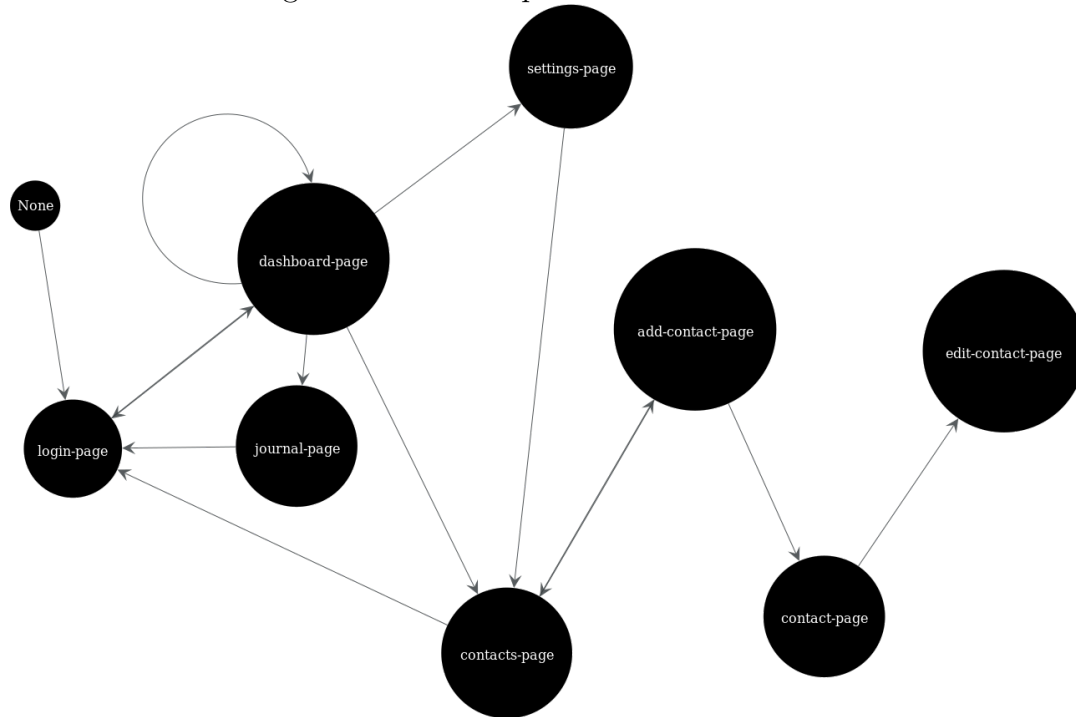 settings-page
None
dashboard-page
add-contact-page
edit-contact-page
login-page
journal-page
contact-page
contacts-page